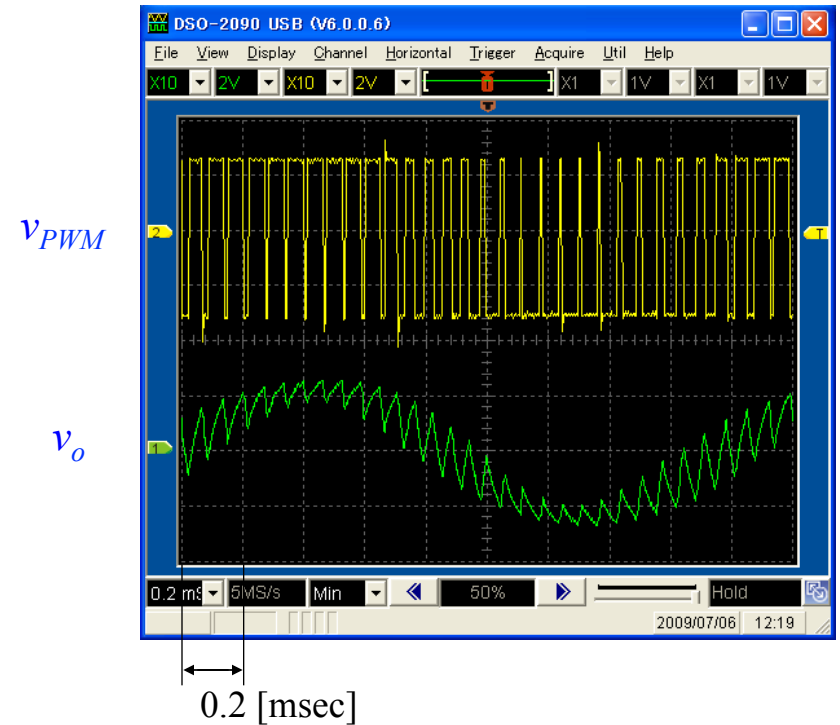 DSO-2090 USB (V6.0.0.6)
File View Display Channel Horizontal Trigger Acquire Util Help
X10 2V X10 2V [ T ] X1 1V X1 1V
v_PWM
2
T
v_o
1
0.2 mS 5MS/s Min 50% Hold
2009/07/06 12:19
0.2 [msec]